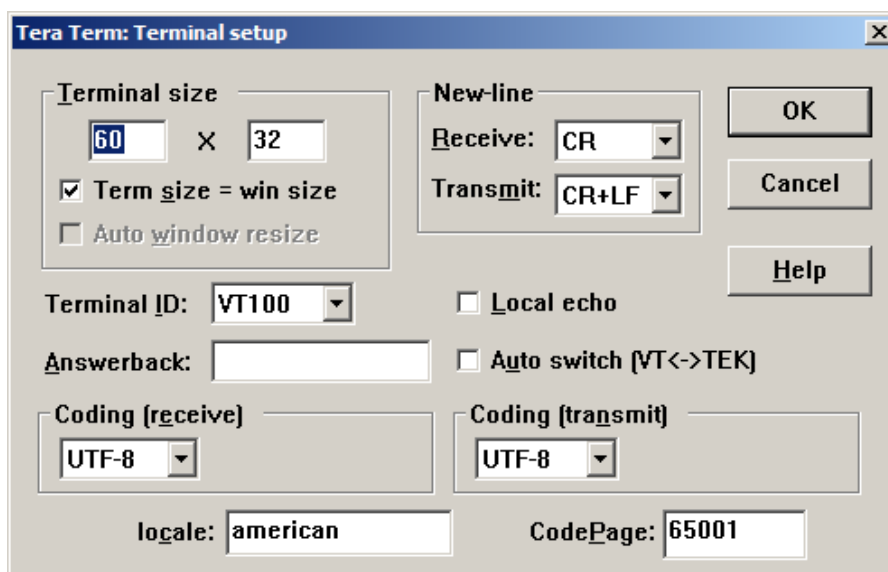 Tera Term: Terminal setup
Terminal size
60 X 32
Term size = win size
Auto window resize
New-line
Receive: CR
Transmit: CR+LF
OK
Cancel
Help
Terminal ID: VT100
Local echo
Answerback:
Auto switch (VT<->TEK)
Coding (receive)
UTF-8
Coding (transmit)
UTF-8
locale: american
CodePage: 65001